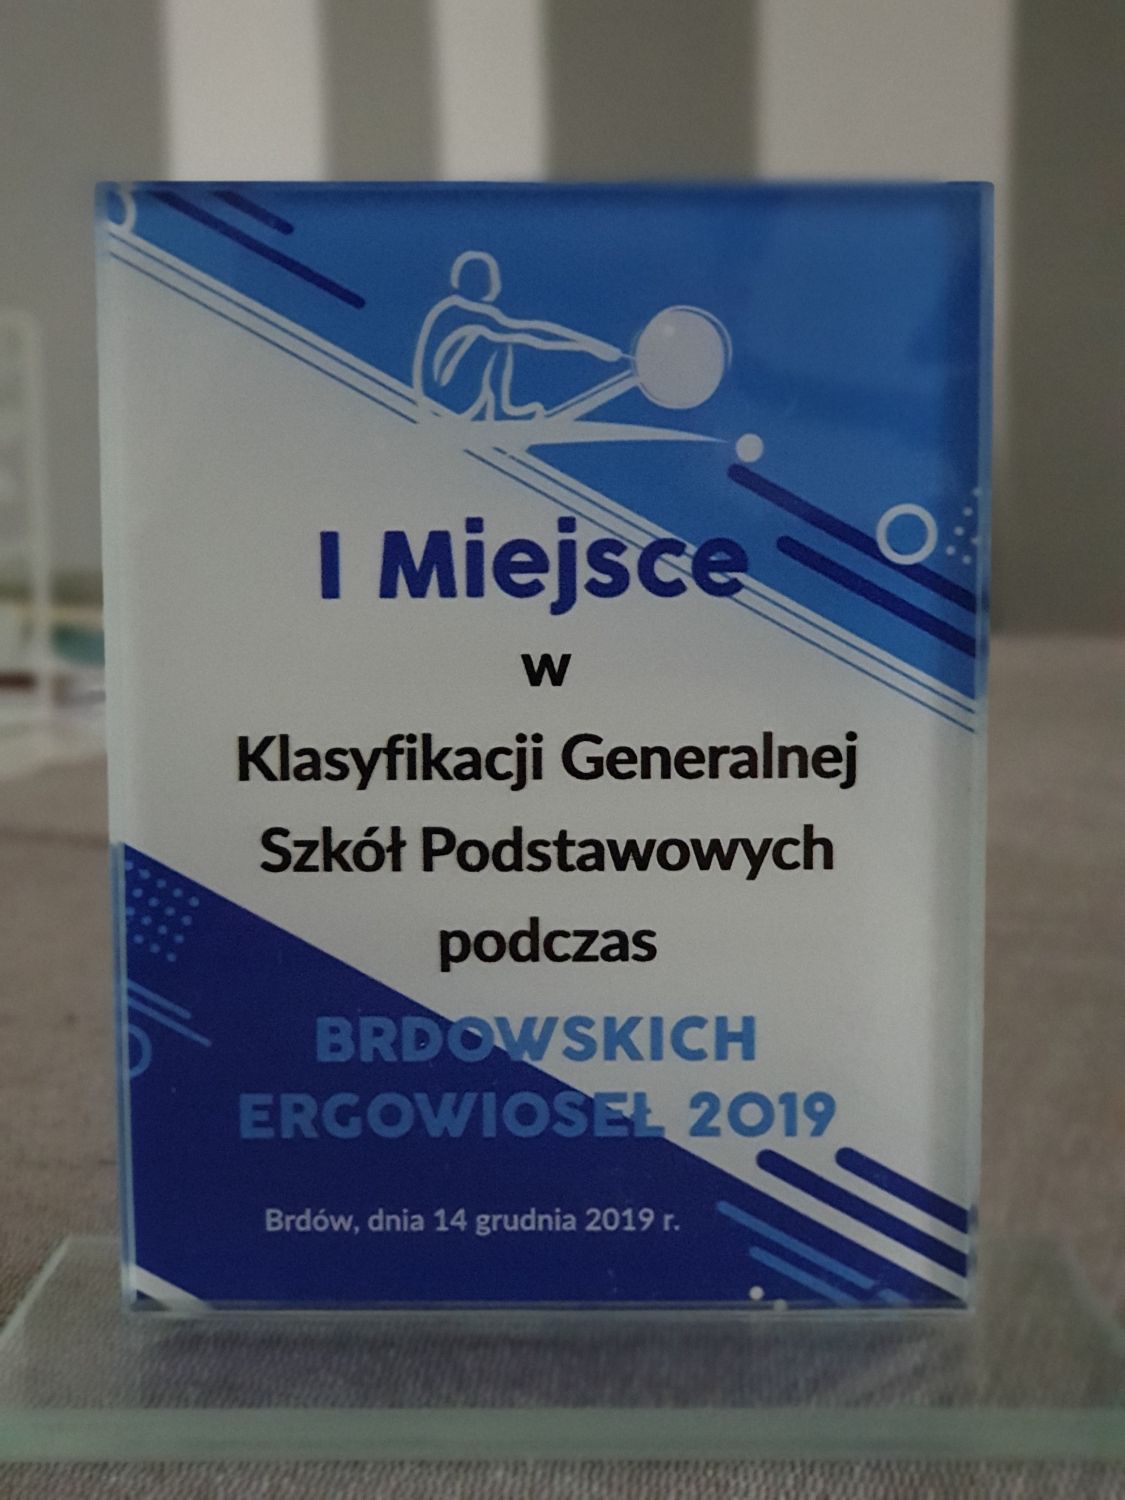 I Miejsce
w
Klasyfikacji Generalnej
Szkół Podstawowych
podczas
BRDOWSKICH
ERGOWIOSEŁ 2019
Brdów, dnia 14 grudnia 2019 r.